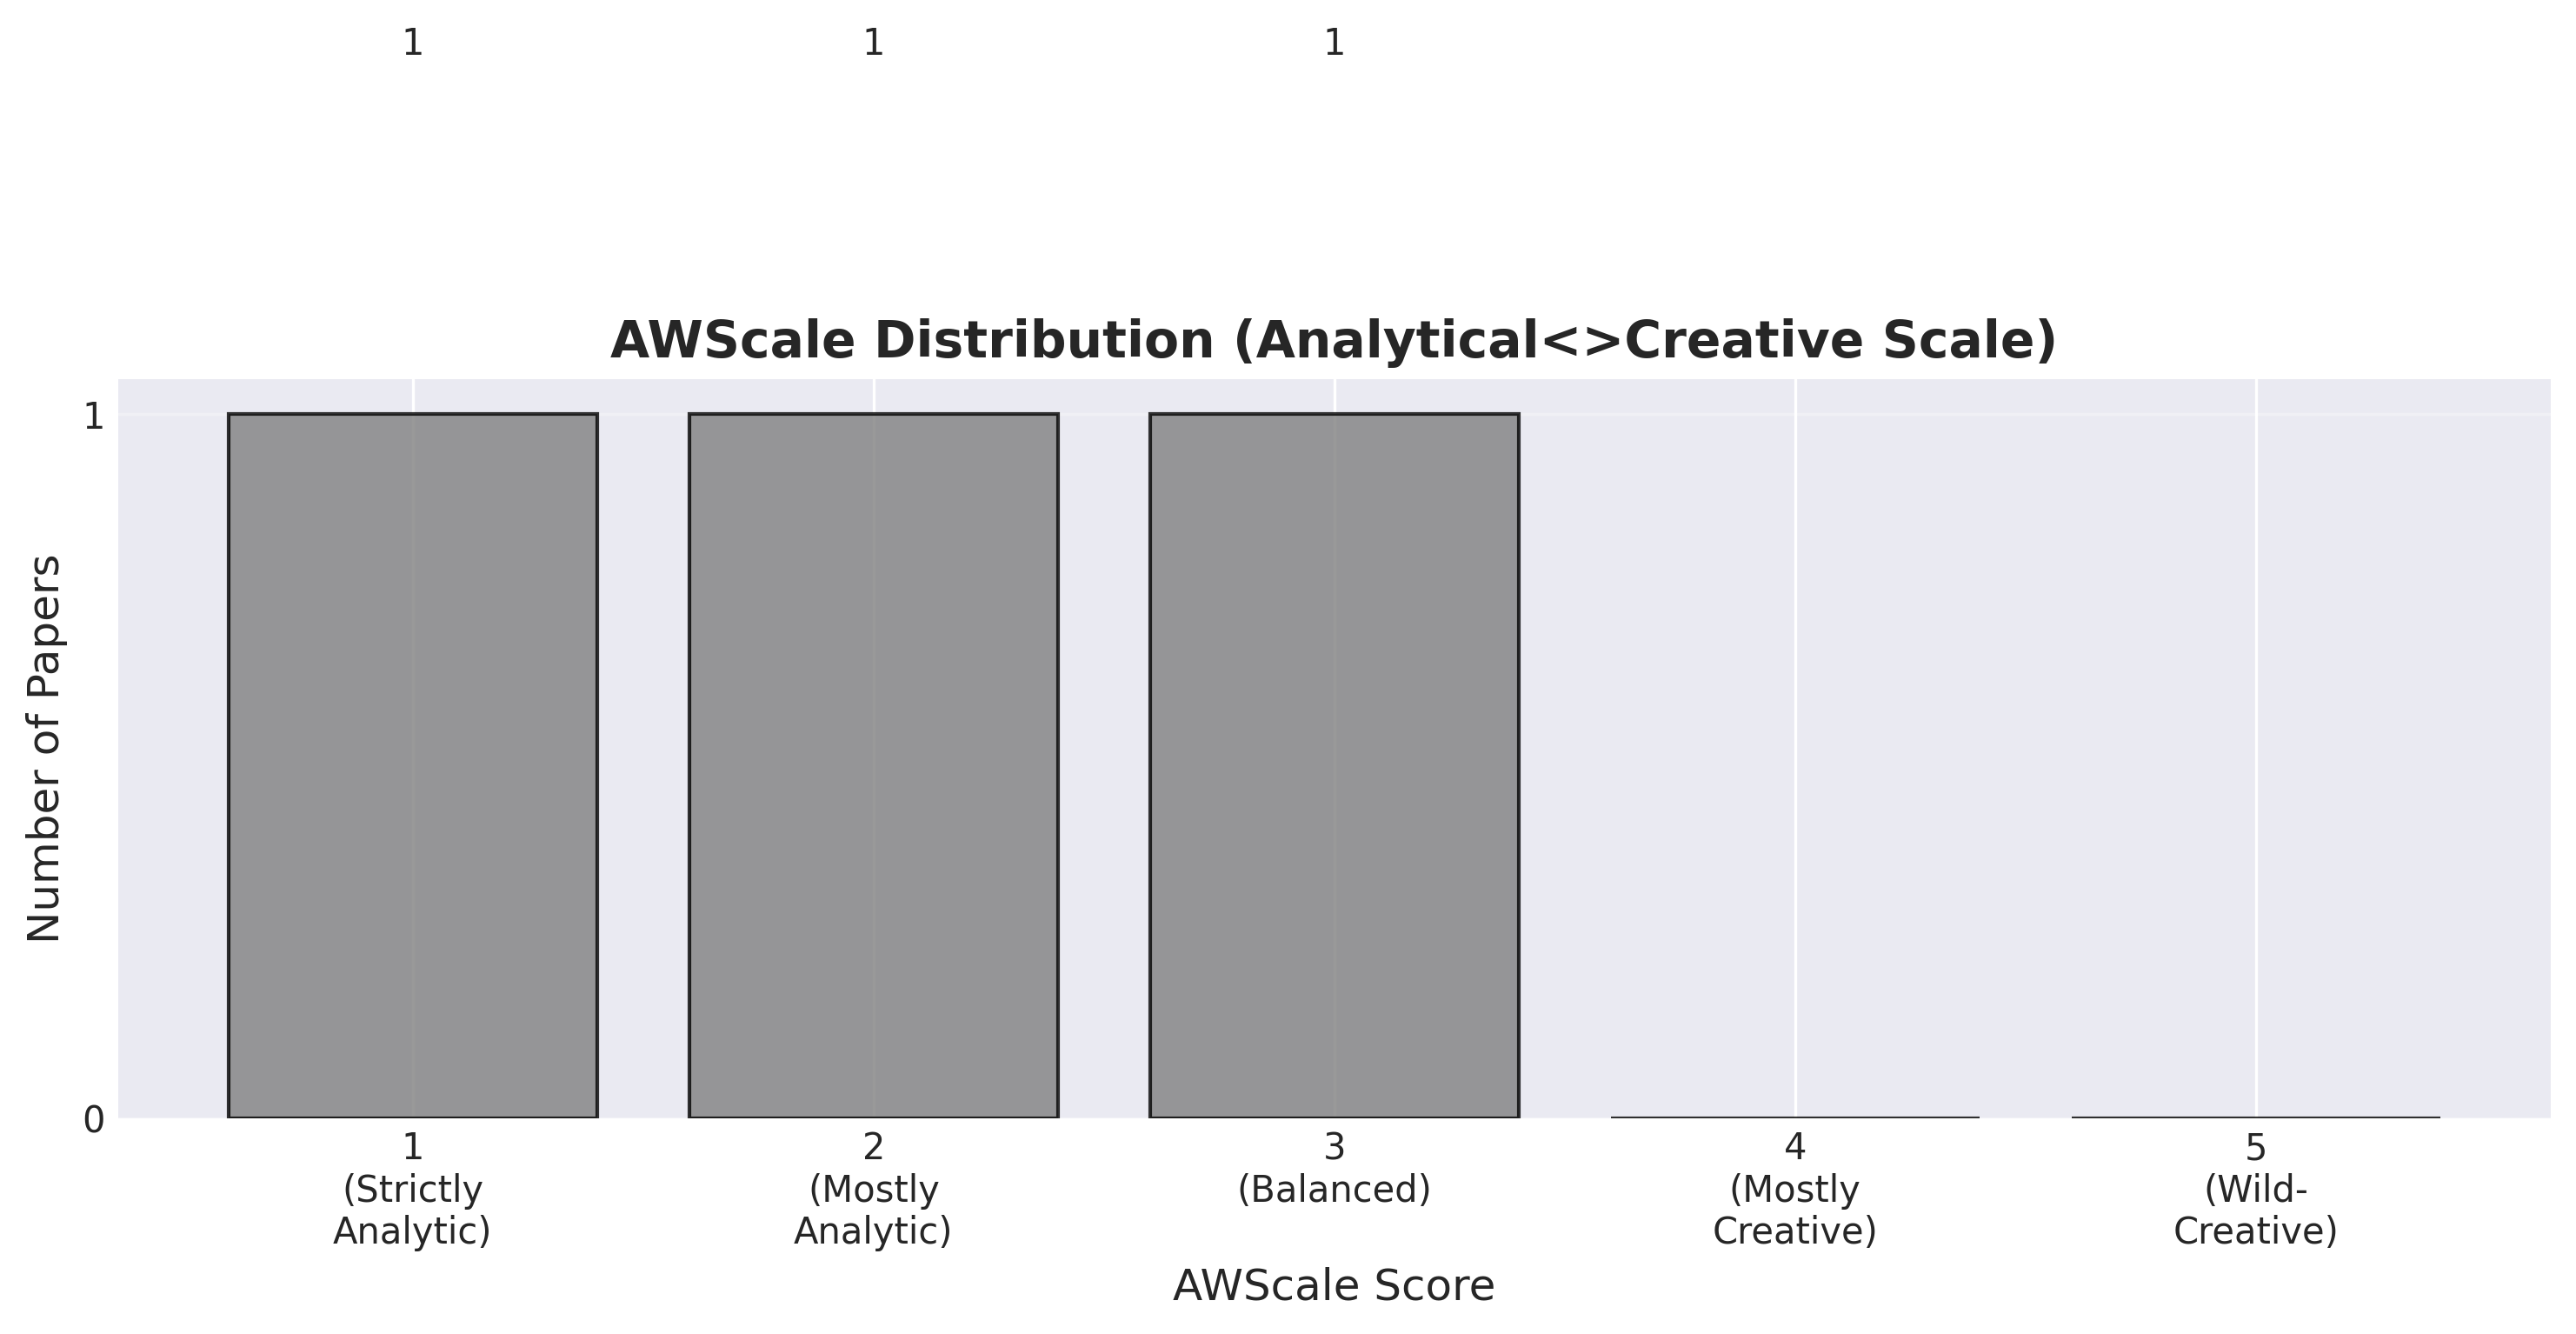 1 1 1
AWScale Distribution (Analytical<>Creative Scale)
Number of Papers
1
0
1 2 3 4 5
(Strictly (Mostly (Balanced) (Mostly (Wild-
Analytic) Analytic) Creative) Creative)
AWScale Score